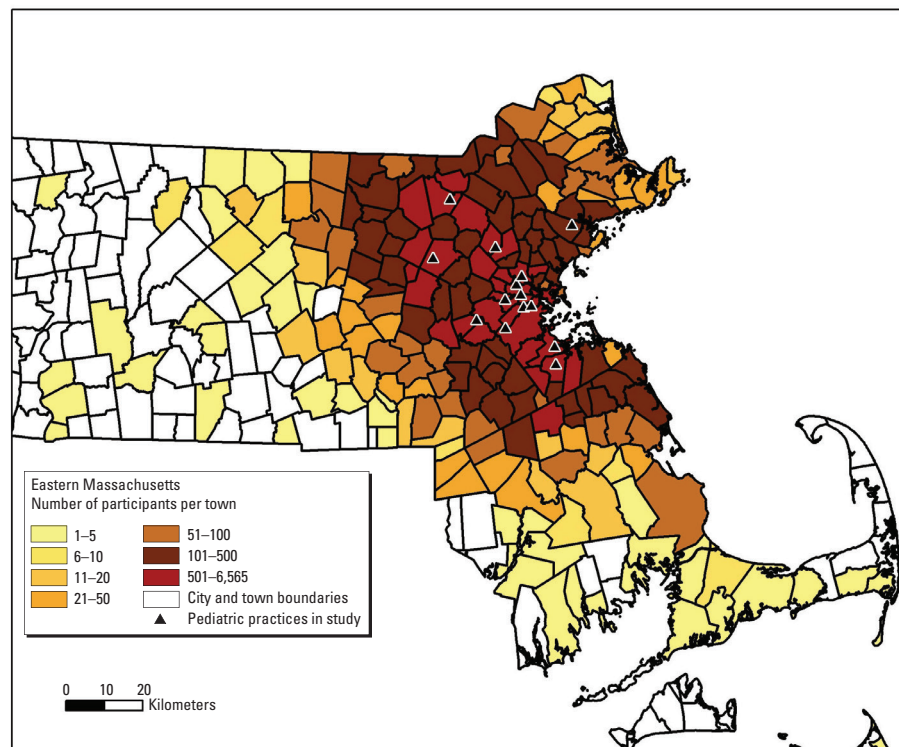 Eastern Massachusetts
Number of participants per town
1–5
6–10
11–20
21–50
51–100
101–500
501–6,565
City and town boundaries
Pediatric practices in study
0 10 20
Kilometers